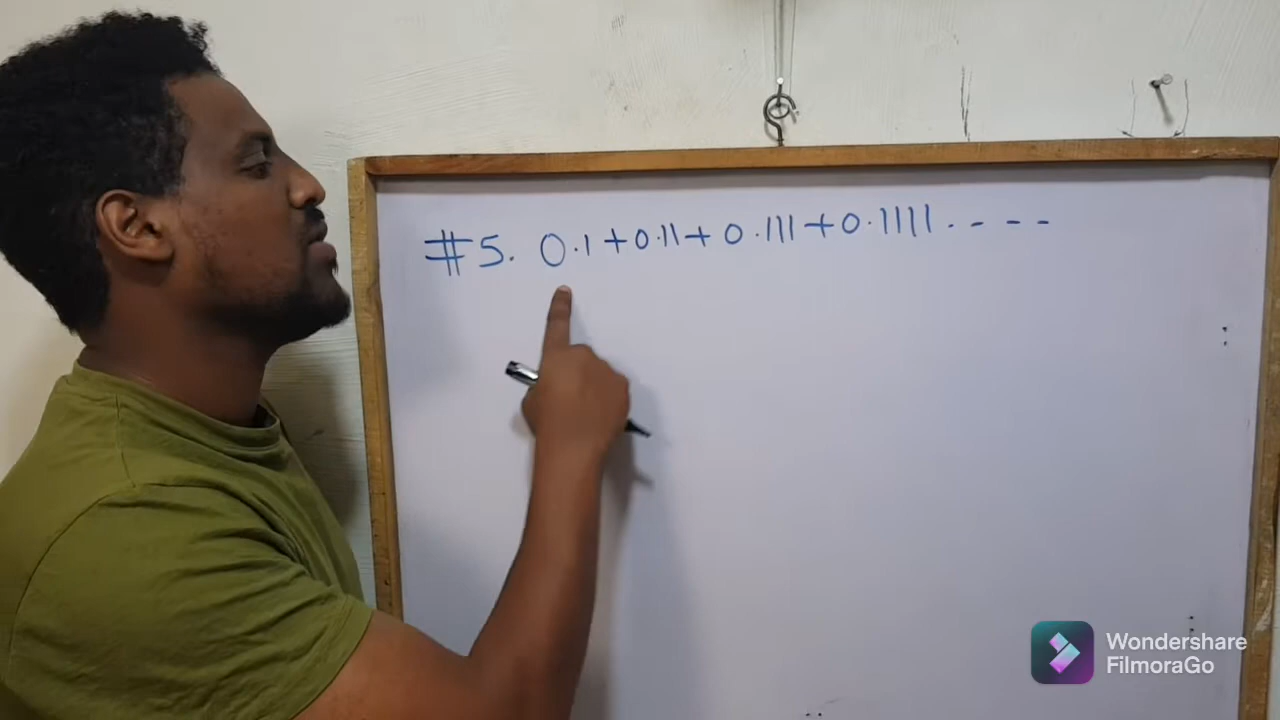 #5. 0.1 + 0.11 + 0.111 + 0.1111 . - - -
Wondershare
FilmoraGo